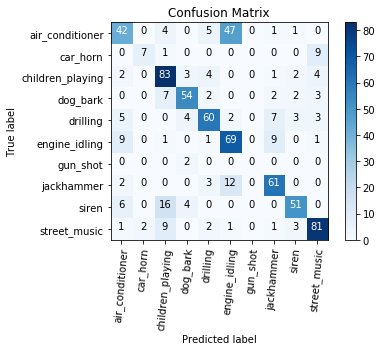 Confusion Matrix
True label
air_conditioner 42 0 4 0 5 47 0 1 1 0
car_horn 0 7 1 0 0 0 0 0 0 9
children_playing 2 0 83 3 4 0 0 1 2 4
dog_bark 0 0 7 54 2 0 0 2 2 3
drilling 5 0 0 4 60 2 0 7 3 3
engine_idling 9 0 1 0 1 69 0 9 0 1
gun_shot 0 0 0 2 0 0 0 0 0 0
jackhammer 2 0 0 0 3 12 0 61 0 0
siren 6 0 16 4 0 0 0 0 51 0
street_music 1 2 9 0 2 1 0 1 3 81
air_conditioner car_horn children_playing dog_bark drilling engine_idling gun_shot jackhammer siren street_music
Predicted label
80
70
60
50
40
30
20
10
0